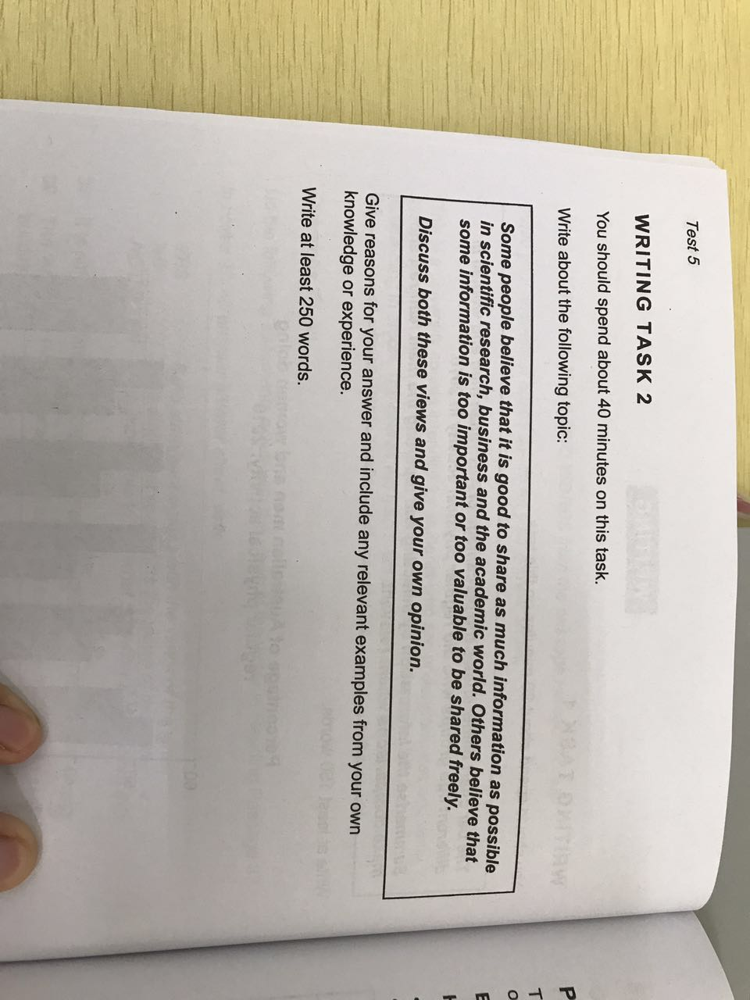 Test 5
WRITING TASK 2
You should spend about 40 minutes on this task.
Write about the following topic:
Some people believe that it is good to share as much information as possible
in scientific research, business and the academic world. Others believe that
some information is too important or too valuable to be shared freely.
Discuss both these views and give your own opinion.
Give reasons for your answer and include any relevant examples from your own
knowledge or experience.
Write at least 250 words.